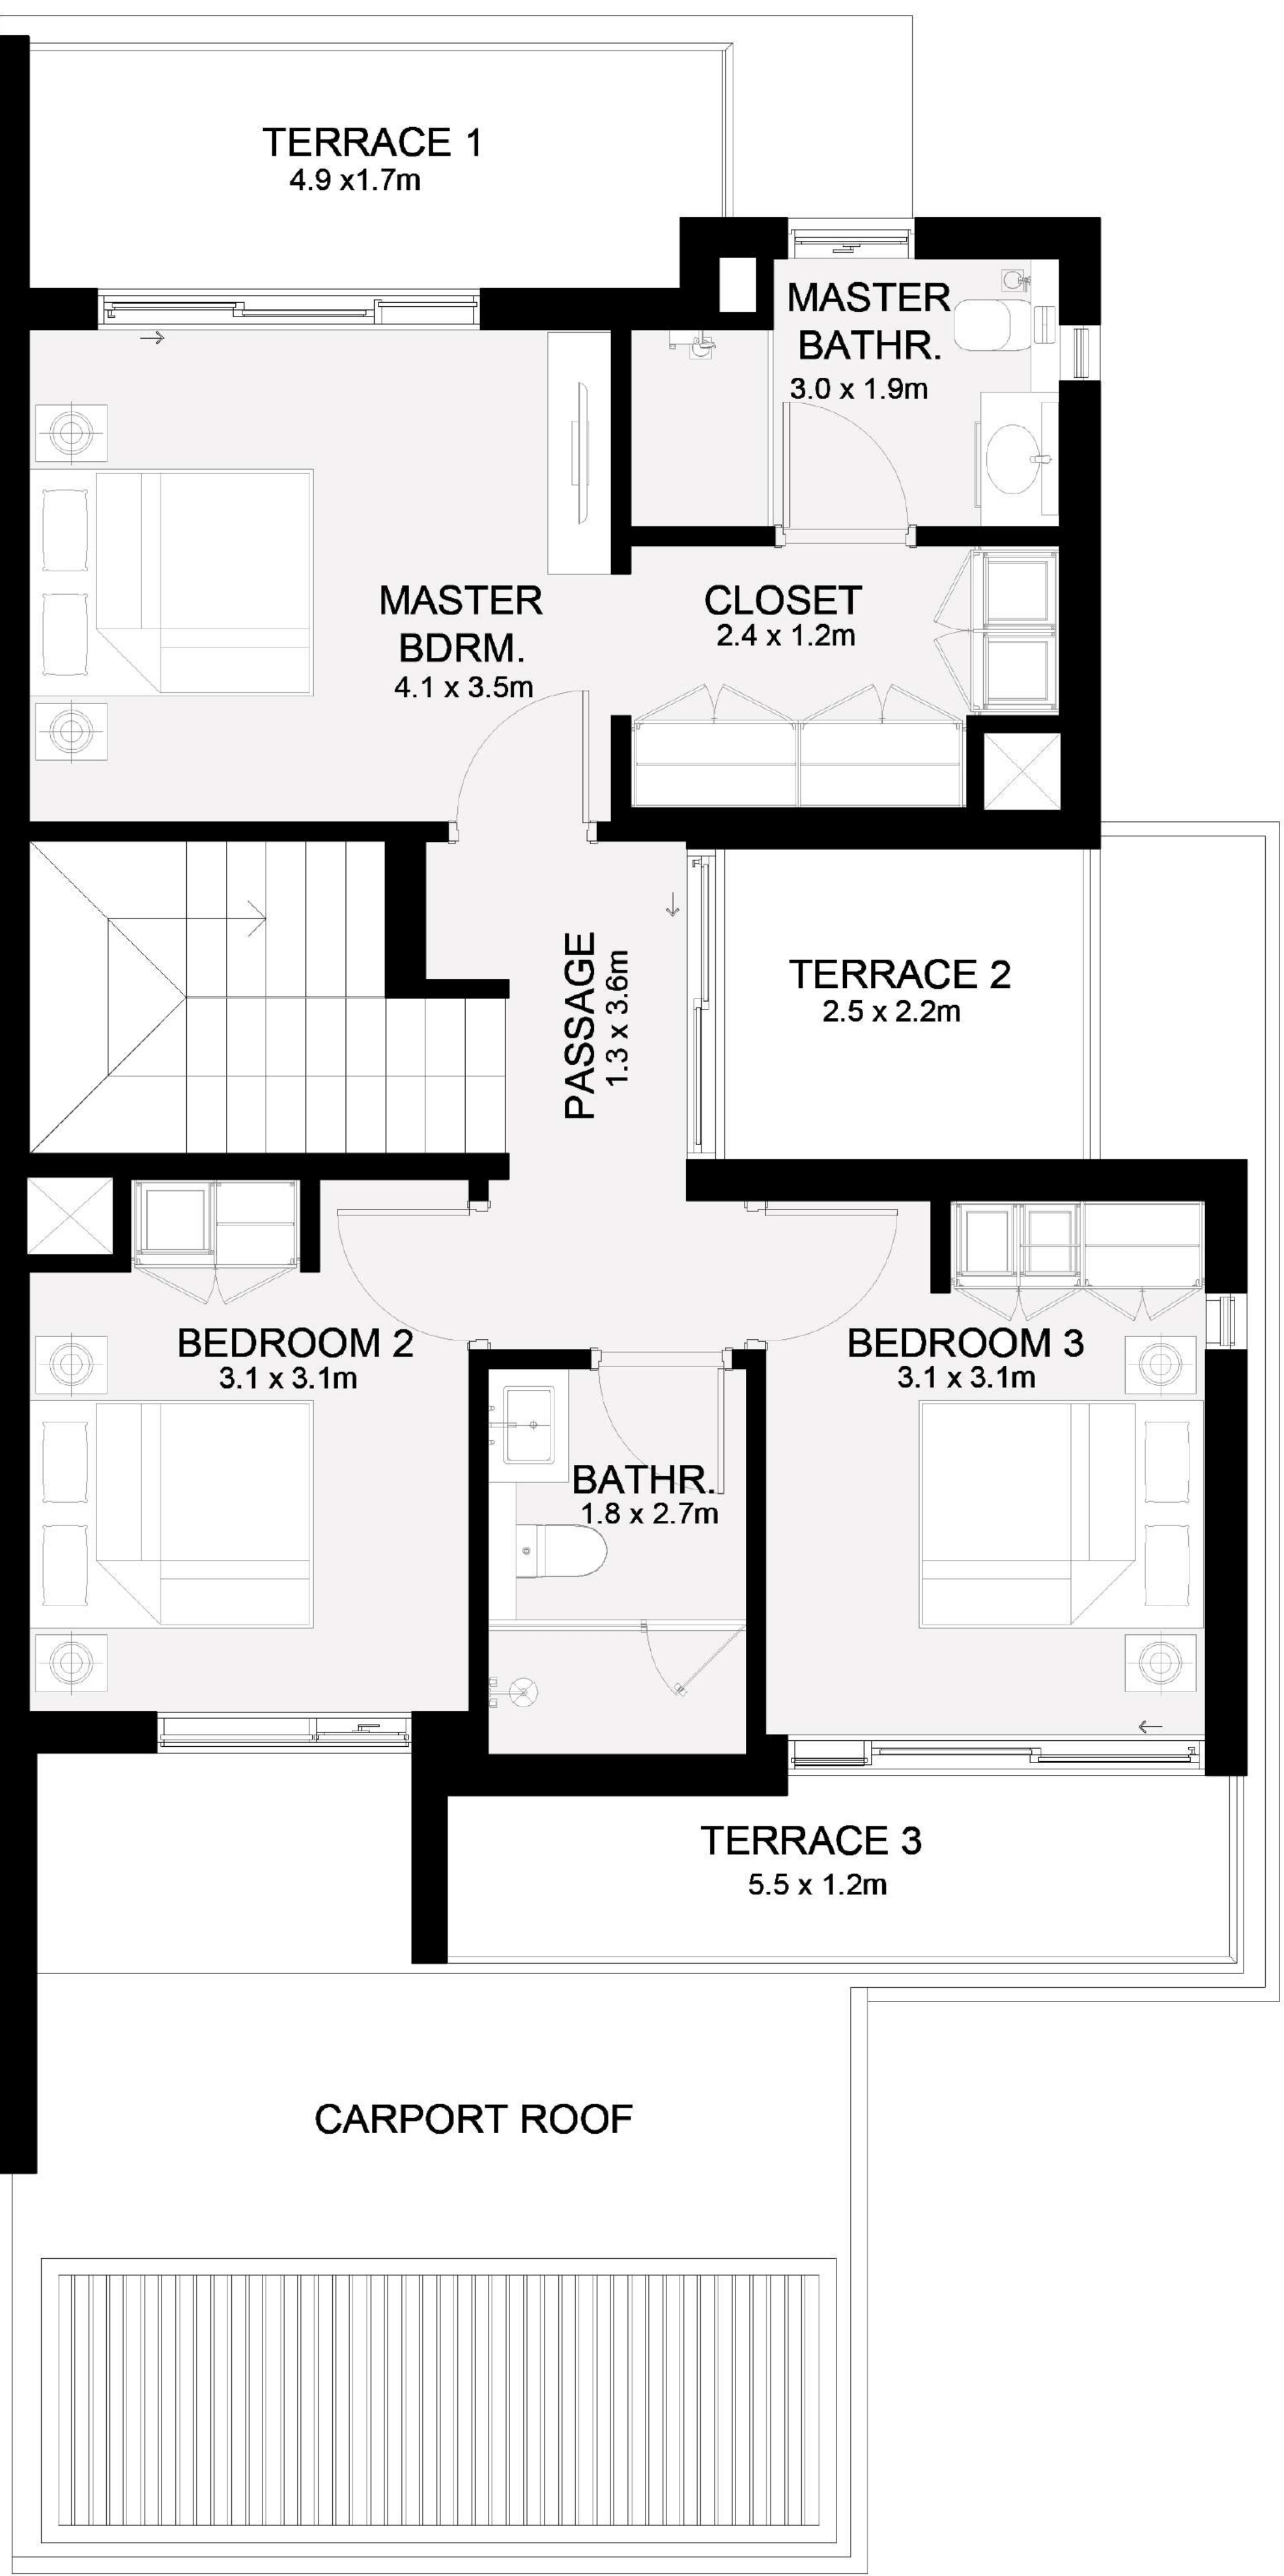 TERRACE 1
4.9 x1.7m
MASTER
BATHR.
3.0 x 1.9m
MASTER
BDRM.
4.1 x 3.5m
CLOSET
2.4 x 1.2m
PASSAGE
1.3 x 3.6m
TERRACE 2
2.5 x 2.2m
BEDROOM 2
3.1 x 3.1m
BEDROOM 3
3.1 x 3.1m
BATHR.
1.8 x 2.7m
TERRACE 3
5.5 x 1.2m
CARPORT ROOF